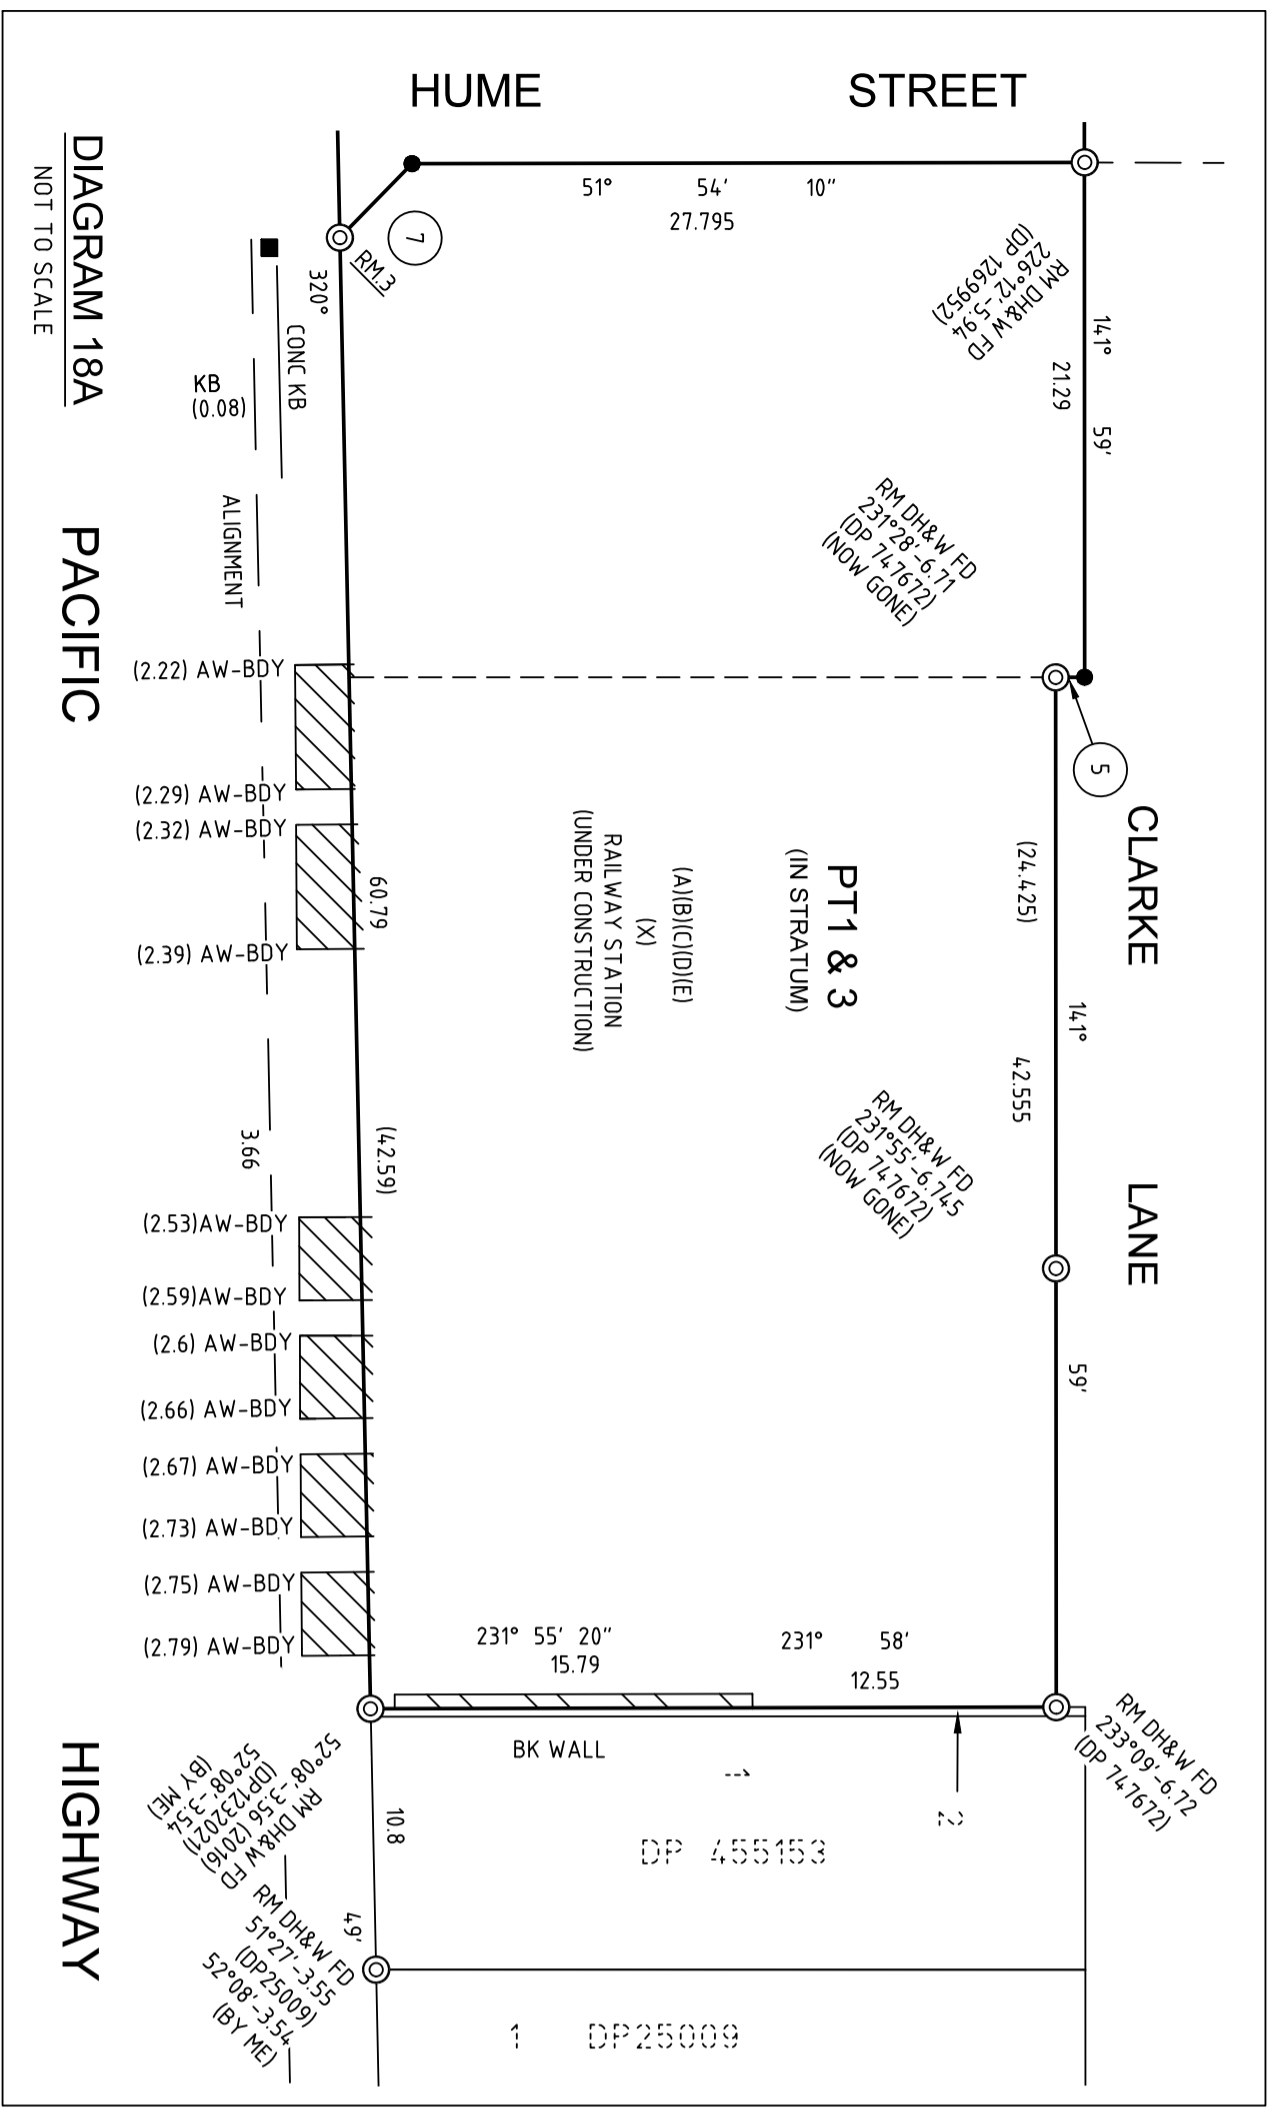 HUME STREET
51° 54' 10"
27.795
7
RM.3
320°
CONC KB
KB
(0.08)
ALIGNMENT
DIAGRAM 18A
NOT TO SCALE
PACIFIC HIGHWAY
RM DH&W FD
226°12'-5.94
(DP 1269952)
141° 59'
21.29
RM DH&W FD
231°28'-6.71
(DP 747672)
(NOW GONE)
5
CLARKE LANE
(24.425)
141° 59'
42.555
PT1 & 3
(IN STRATUM)
(A)(B)(C)(D)(E)
(X)
RAILWAY STATION
(UNDER CONSTRUCTION)
RM DH&W FD
231°55'-6.745
(DP 747672)
(NOW GONE)
(2.22) AW-BDY
(2.29) AW-BDY
(2.32) AW-BDY
(2.39) AW-BDY
60.79
(42.59)
3.66
(2.53)AW-BDY
(2.59)AW-BDY
(2.6) AW-BDY
(2.66) AW-BDY
(2.67) AW-BDY
(2.73) AW-BDY
(2.75) AW-BDY
(2.79) AW-BDY
231° 55' 20"
15.79
231° 58'
12.55
BK WALL
RM DH&W FD
233°09'-6.72
(DP 747672)
1
2
DP 455153
10.8
49'
RM DH&W FD
52°08'-3.56 (2016)
(DP1232021)
52°08'-3.54
(BY ME)
RM DH&W FD
51°27'-3.55
(DP25009)
52°08'-3.54
(BY ME)
1 DP25009